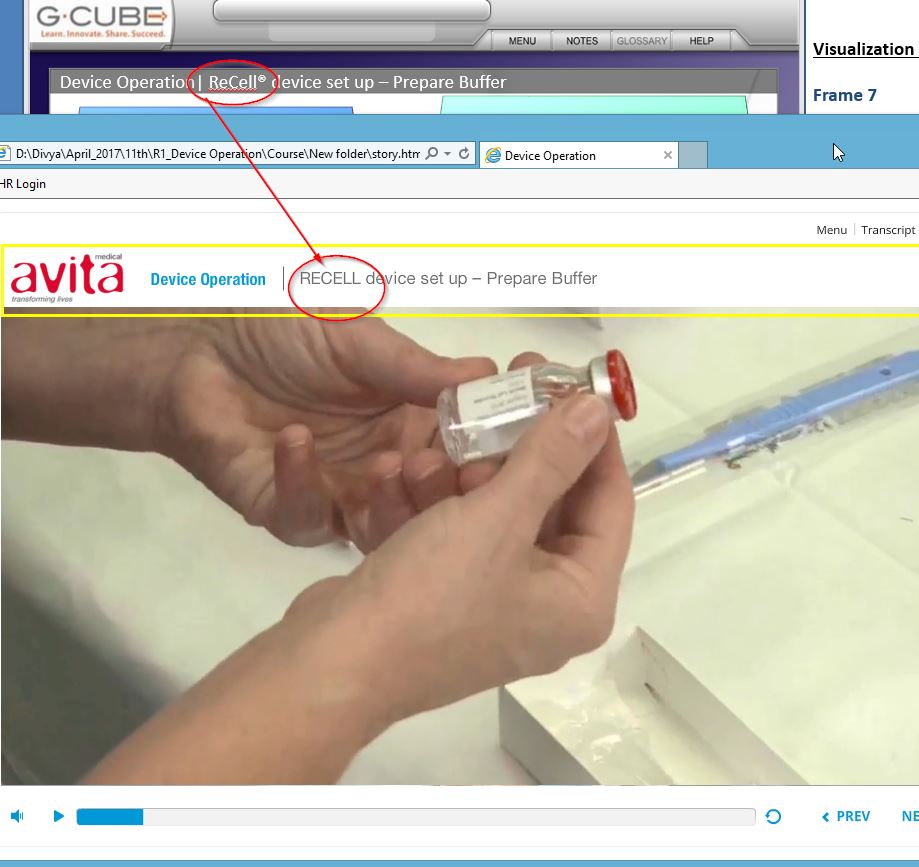 G-CUBE
Learn. Innovate. Share. Succeed.
MENU NOTES GLOSSARY HELP
Visualization
Device Operation| ReCell® device set up – Prepare Buffer
Frame 7
D:\Divya\April_2017\11th\R1_Device Operation\Course\New folder\story.htm
Device Operation
HR Login
Menu Transcript
avita medical
transforming lives
Device Operation RECELL device set up – Prepare Buffer
PREV NE